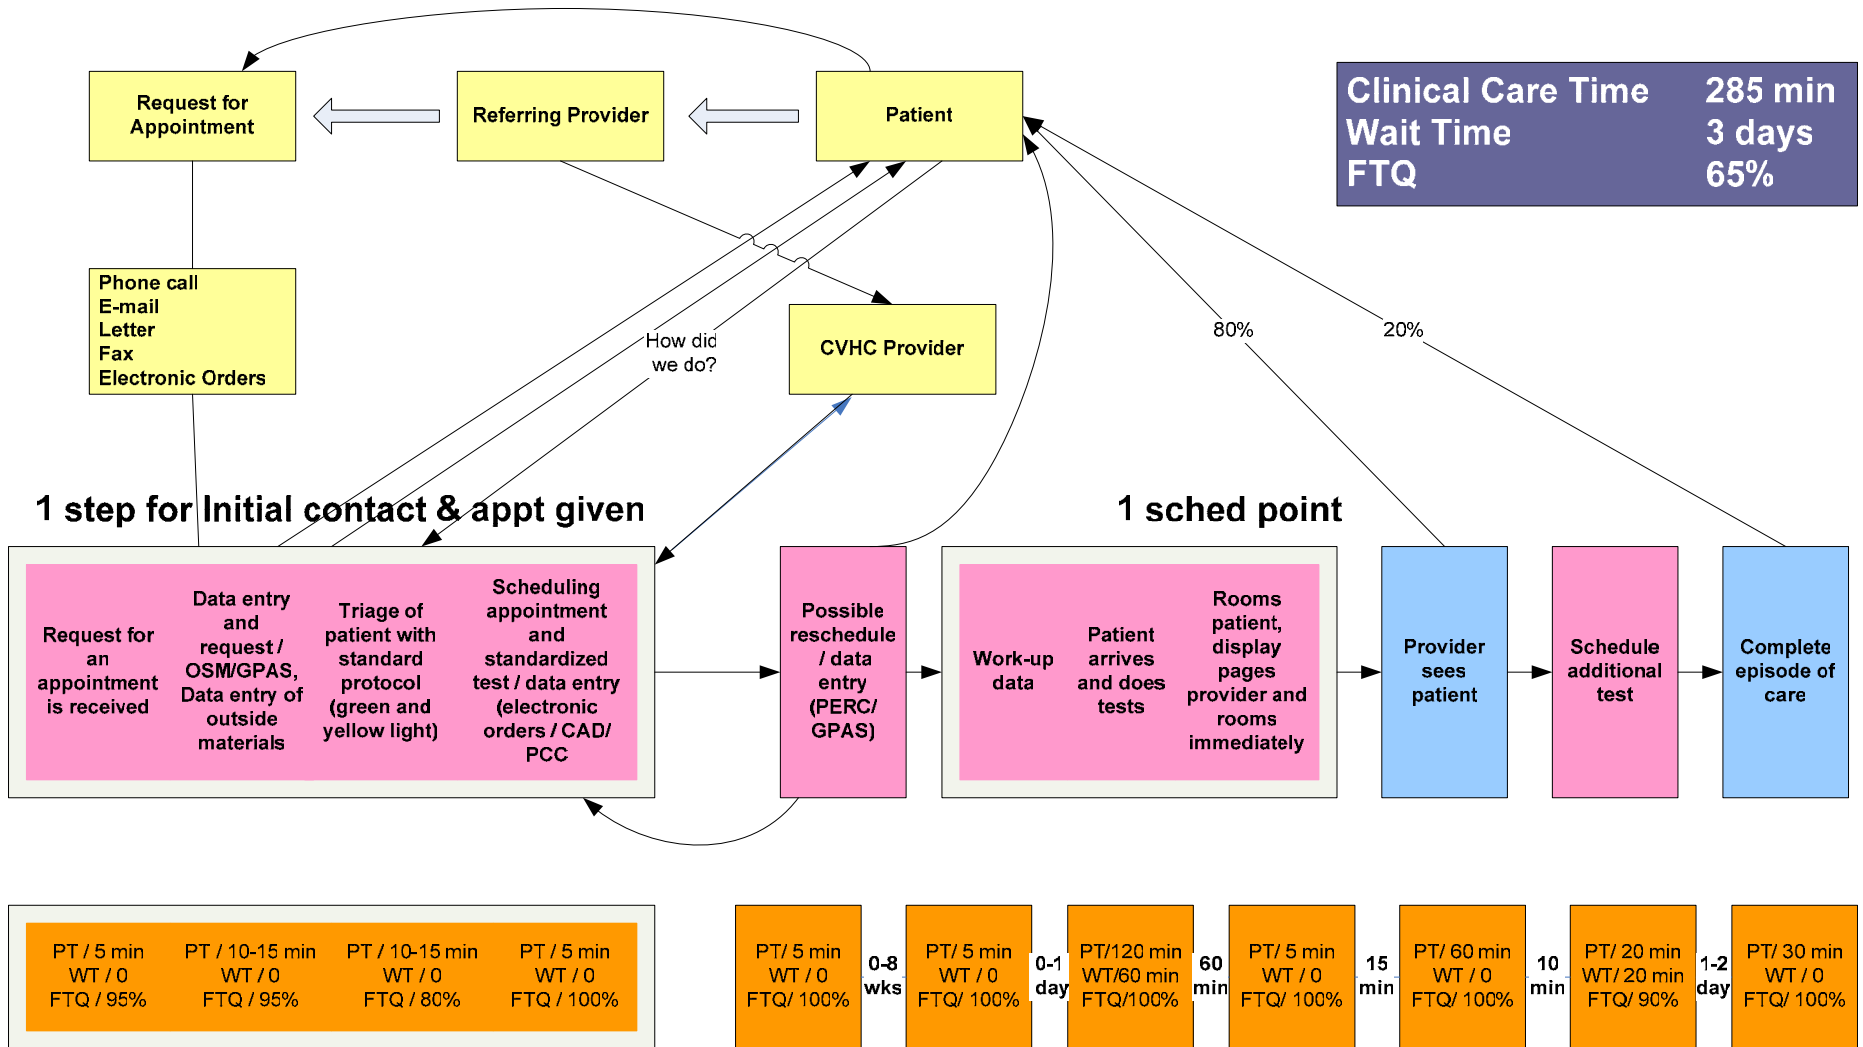 Request for
Appointment
Referring Provider
Patient
Clinical Care Time 285 min
Wait Time 3 days
FTQ 65%
Phone call
E-mail
Letter
Fax
Electronic Orders
How did
we do?
CVHC Provider
80%
20%
1 step for Initial contact & appt given
1 sched point
Request for
an
appointment
is received
Data entry
and
request /
OSM/GPAS,
Data entry of
outside
materials
Triage of
patient with
standard
protocol
(green and
yellow light)
Scheduling
appointment
and
standardized
test / data entry
(electronic
orders / CAD/
PCC
Possible
reschedule
/ data
entry
(PERC/
GPAS)
Work-up
data
Patient
arrives
and does
tests
Rooms
patient,
display
pages
provider and
rooms
immediately
Provider
sees
patient
Schedule
additional
test
Complete
episode of
care
PT / 5 min
WT / 0
FTQ / 95%
PT / 10-15 min
WT / 0
FTQ / 95%
PT / 10-15 min
WT / 0
FTQ / 80%
PT / 5 min
WT / 0
FTQ / 100%
PT/ 5 min
WT / 0
FTQ/ 100%
0-8
wks
PT/ 5 min
WT / 0
FTQ/ 100%
0-1
day
PT/120 min
WT/60 min
FTQ/100%
60
min
PT/ 5 min
WT / 0
FTQ/ 100%
15
min
PT/ 60 min
WT / 0
FTQ/ 100%
10
min
PT/ 20 min
WT/ 20 min
FTQ/ 90%
1-2
day
PT/ 30 min
WT / 0
FTQ/ 100%